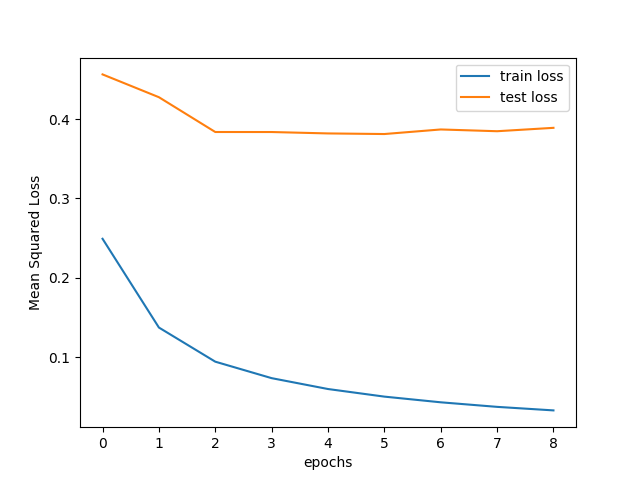 train loss
test loss
0.4
0.3
0.2
0.1
Mean Squared Loss
0 1 2 3 4 5 6 7 8
epochs